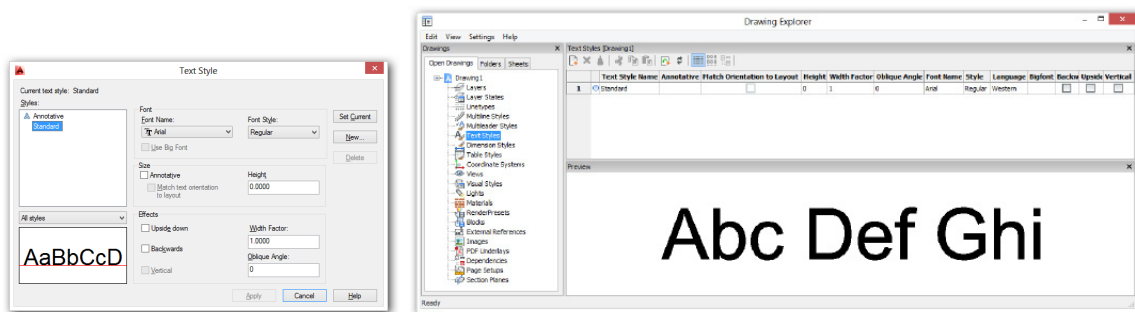 Text Style
Current text style: Standard
Styles:
Annotative
Standard
All styles
AaBbCcD
Font
Font Name:
Arial
Use Big Font
Font Style:
Regular
Size
Annotative
Match text orientation
to layout
Height
0.0000
Effects
Upside down
Backwards
Vertical
Width Factor:
1.0000
Oblique Angle:
0
Set Current
New...
Delete
Apply Cancel Help
Drawing Explorer
Edit View Settings Help
Drawings
Open Drawings Folders Sheets
Drawing1
Layers
Layer States
Linetypes
Multiline Styles
Multileader Styles
Text Styles
Dimension Styles
Table Styles
Coordinate Systems
Views
Visual Styles
Lights
Materials
RenderPresets
Blocks
External References
Images
PDF Underlays
Dependencies
Page Setups
Section Planes
Text Styles [Drawing1]
Text Style Name Annotative Match Orientation to Layout Height Width Factor Oblique Angle Font Name Style Language Bigfont Backw Upside Vertical
1 Standard 0 1 0 Arial Regular Western
Preview
Abc Def Ghi
Ready